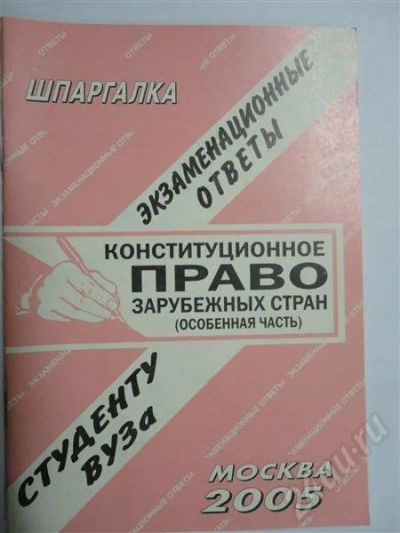 ШПАРГАЛКА
ЭКЗАМЕНАЦИОННЫЕ
ОТВЕТЫ
КОНСТИТУЦИОННОЕ
ПРАВО
ЗАРУБЕЖНЫХ СТРАН
(ОСОБЕННАЯ ЧАСТЬ)
СТУДЕНТУ
ВУЗа
МОСКВА
2005